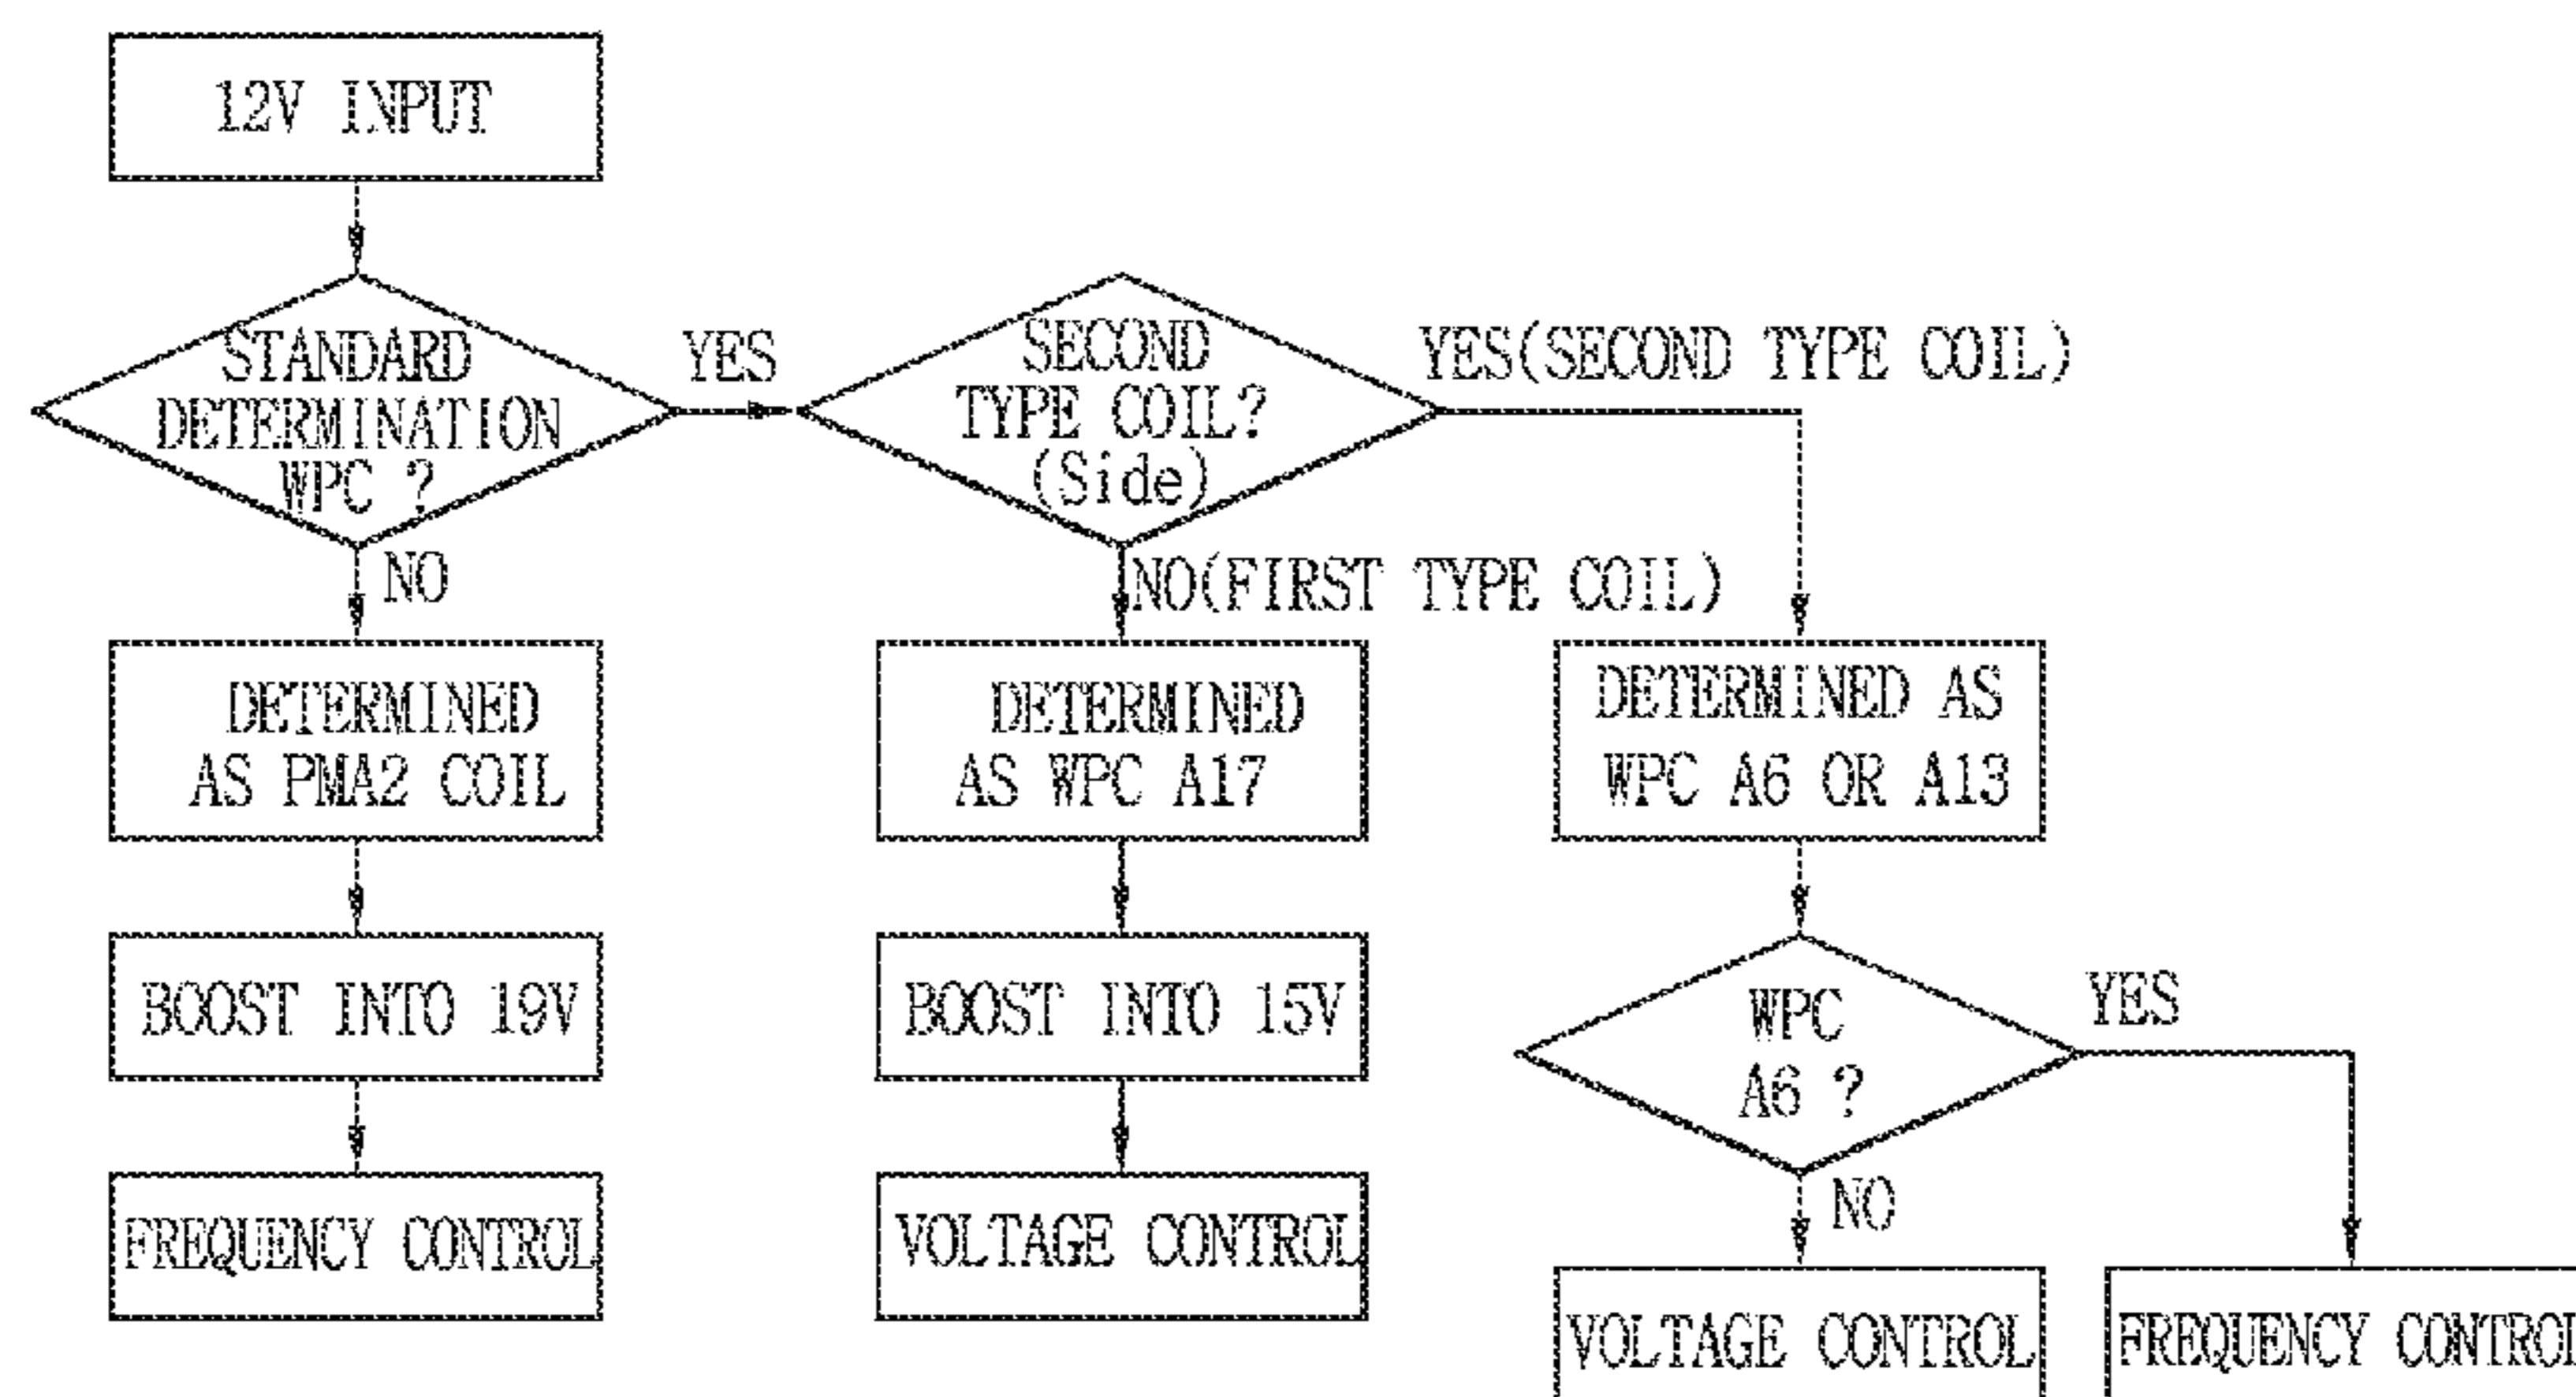 12V INPUT
STANDARD
DETERMINATION
WPC ?
YES
SECOND
TYPE COIL?
(Side)
YES(SECOND TYPE COIL)
NO
NO(FIRST TYPE COIL)
DETERMINED
AS PMA2 COIL
DETERMINED
AS WPC A17
DETERMINED AS
WPC A6 OR A13
BOOST INTO 19V
BOOST INTO 15V
WPC
A6 ?
YES
FREQUENCY CONTROL
VOLTAGE CONTROL
NO
VOLTAGE CONTROL
FREQUENCY CONTROL